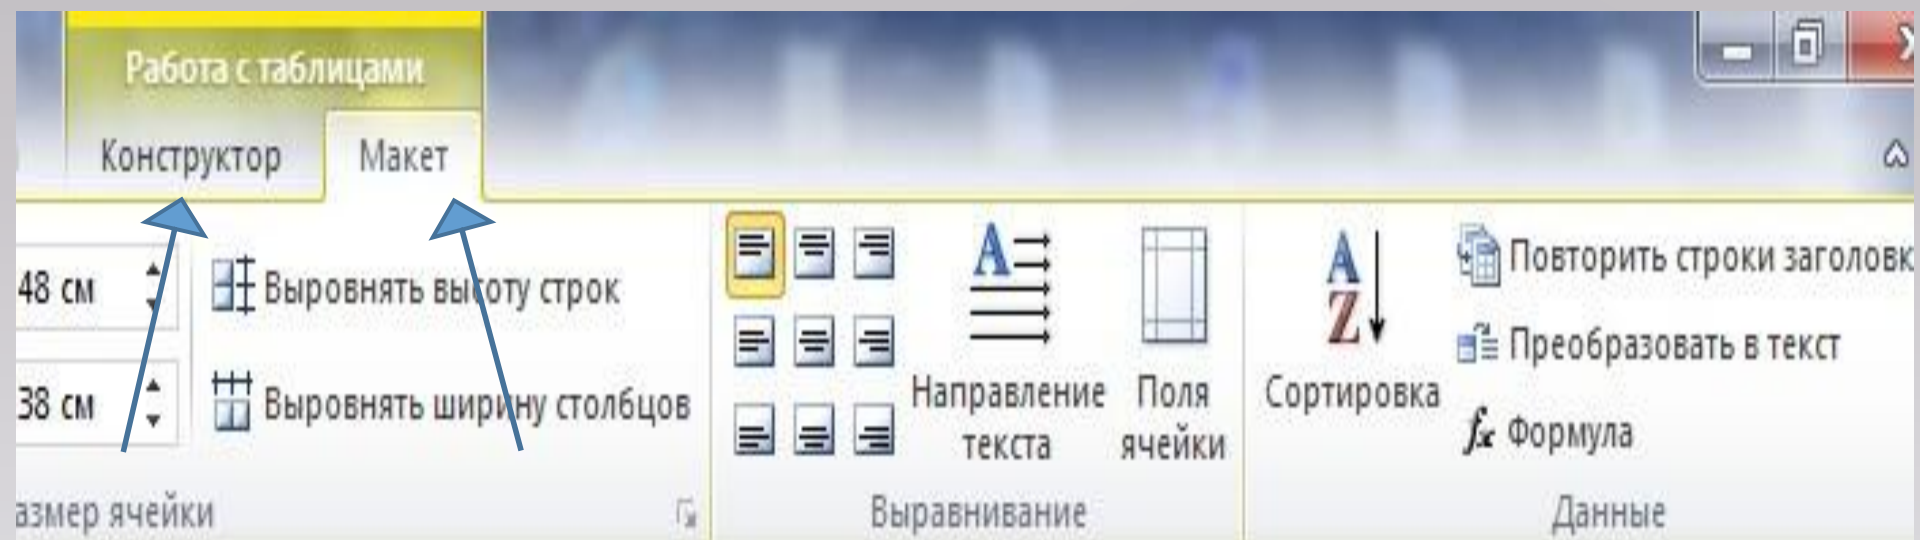 Работа с таблицами
Конструктор Макет
48 см
Выровнять высоту строк
38 см
Выровнять ширину столбцов
азмер ячейки
Направление
текста
Поля
ячейки
Выравнивание
A
Z
Сортировка
Повторить строки заголовк
Преобразовать в текст
fx Формула
Данные